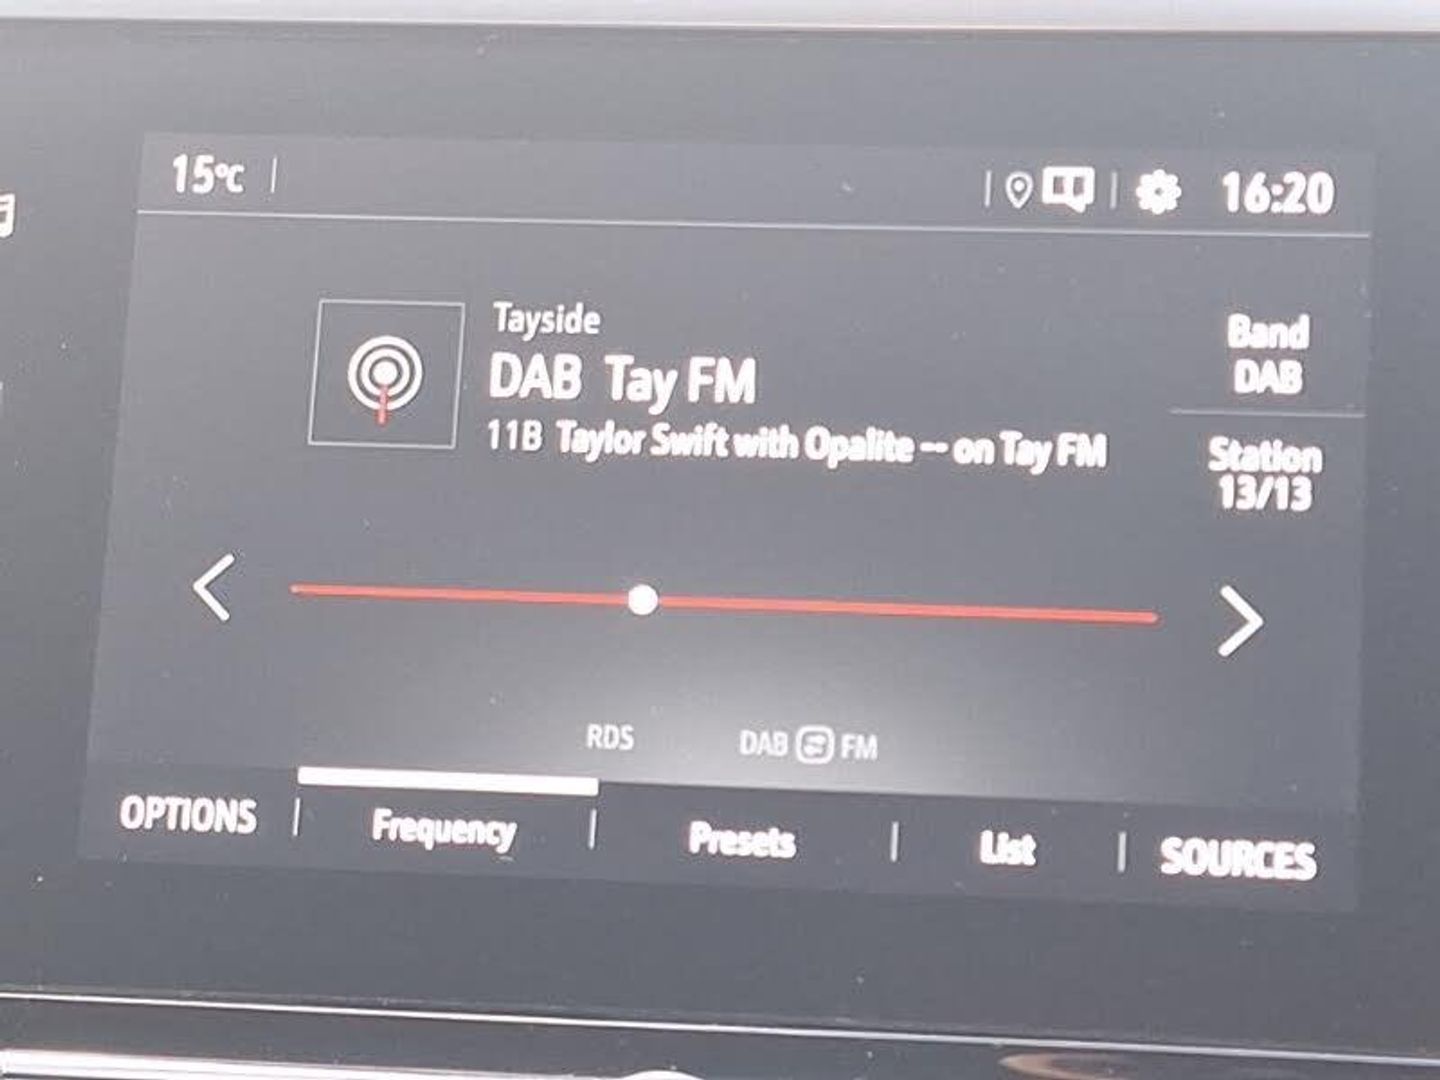 15°C
16:20
Tayside
DAB Tay FM
11B Taylor Swift with Opalite -- on Tay FM
Band
DAB
Station
13/13
RDS
DAB FM
OPTIONS
Frequency
Presets
List
SOURCES